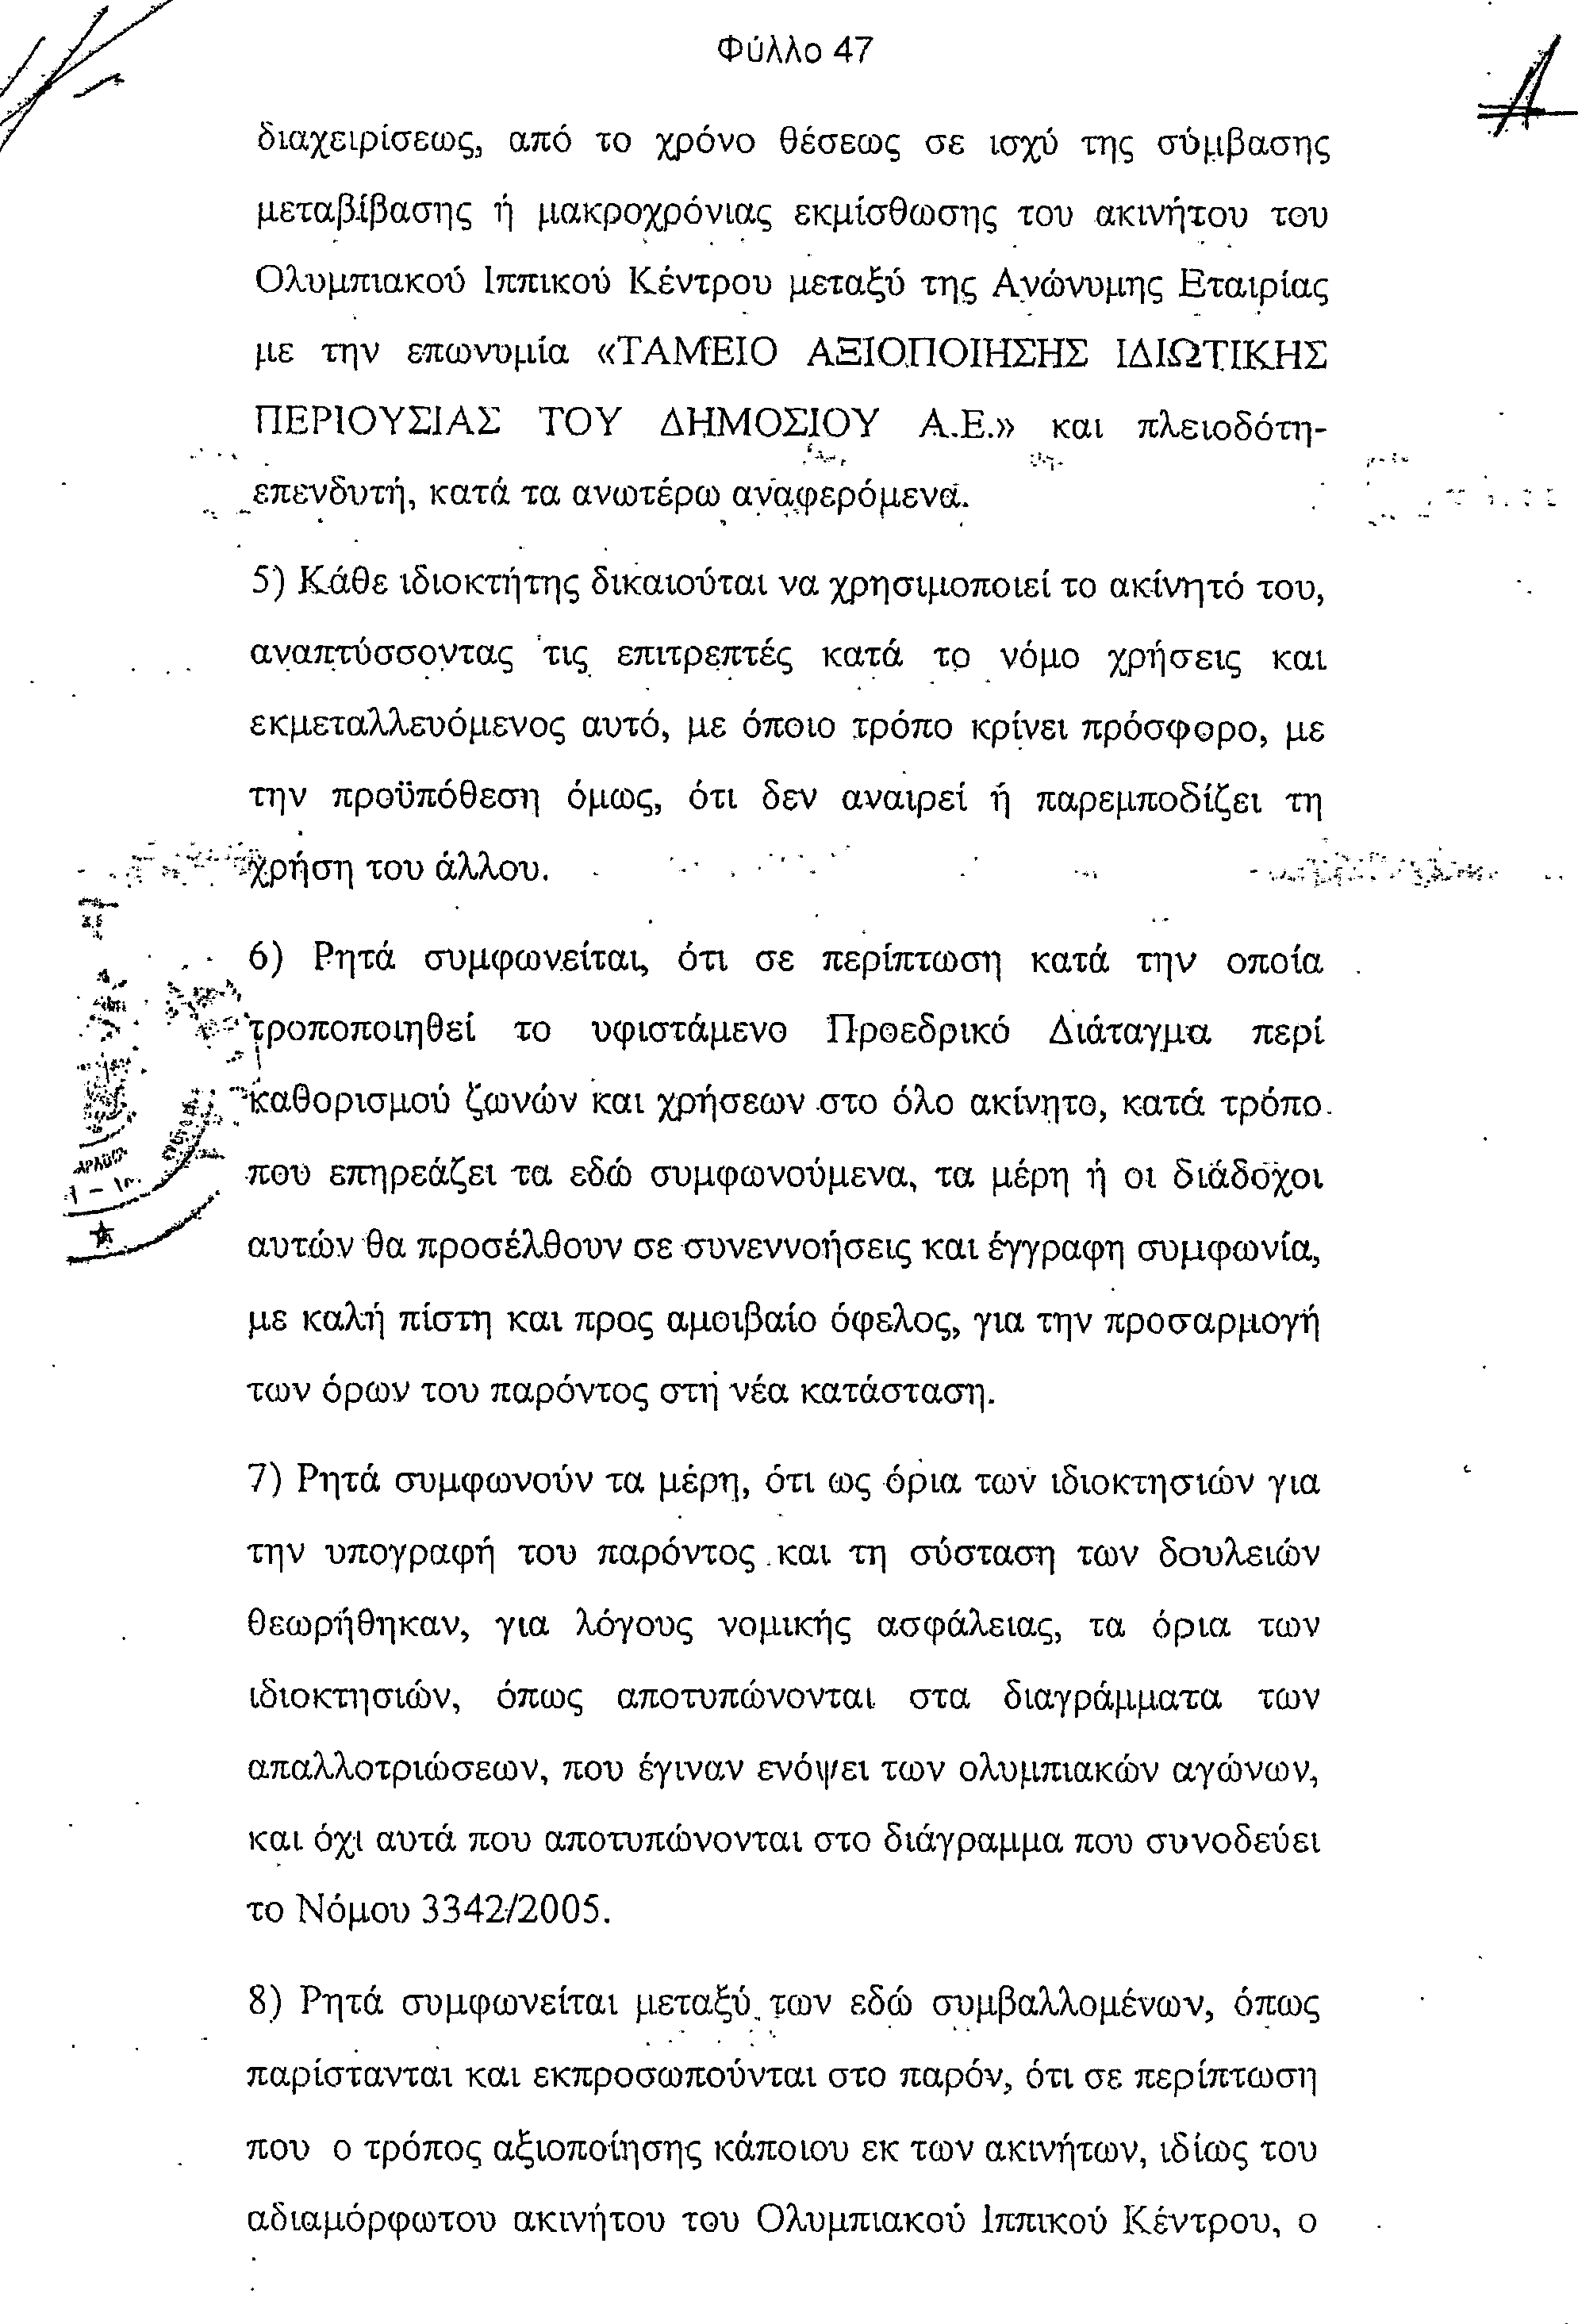 Φύλλο 47
διαχειρίσεως, από το χρόνο θέσεως σε ισχύ της σύμβασης
μεταβίβασης ή μακροχρόνιας εκμίσθωσης του ακινήτου του
Ολυμπιακού Ιππικού Κέντρου μεταξύ της Ανώνυμης Εταιρίας
με την επωνυμία «ΤΑΜΕΙΟ ΑΞΙΟΠΟΙΗΣΗΣ ΙΔΙΩΤΙΚΗΣ
ΠΕΡΙΟΥΣΙΑΣ ΤΟΥ ΔΗΜΟΣΙΟΥ Α.Ε.» και πλειοδότη-
επενδυτή, κατά τα ανωτέρω αναφερόμενα.
5) Κάθε ιδιοκτήτης δικαιούται να χρησιμοποιεί το ακίνητό του,
αναπτύσσοντας τις επιτρεπτές κατά το νόμο χρήσεις και
εκμεταλλευόμενος αυτό, με όποιο τρόπο κρίνει πρόσφορο, με
την προϋπόθεση όμως, ότι δεν αναιρεί ή παρεμποδίζει τη
χρήση του άλλου.
6) Ρητά συμφωνείται, ότι σε περίπτωση κατά την οποία
τροποποιηθεί το υφιστάμενο Προεδρικό Διάταγμα περί
καθορισμού ζωνών και χρήσεων στο όλο ακίνητο, κατά τρόπο
που επηρεάζει τα εδώ συμφωνούμενα, τα μέρη ή οι διάδοχοι
αυτών θα προσέλθουν σε συνεννοήσεις και έγγραφη συμφωνία,
με καλή πίστη και προς αμοιβαίο όφελος, για την προσαρμογή
των όρων του παρόντος στη νέα κατάσταση.
7) Ρητά συμφωνούν τα μέρη, ότι ως όρια των ιδιοκτησιών για
την υπογραφή του παρόντος και τη σύσταση των δουλειών
θεωρήθηκαν, για λόγους νομικής ασφάλειας, τα όρια των
ιδιοκτησιών, όπως αποτυπώνονται στα διαγράμματα των
απαλλοτριώσεων, που έγιναν ενόψει των ολυμπιακών αγώνων,
και όχι αυτά που αποτυπώνονται στο διάγραμμα που συνοδεύει
το Νόμου 3342/2005.
8) Ρητά συμφωνείται μεταξύ των εδώ συμβαλλομένων, όπως
παρίστανται και εκπροσωπούνται στο παρόν, ότι σε περίπτωση
που ο τρόπος αξιοποίησης κάποιου εκ των ακινήτων, ιδίως του
αδιαμόρφωτου ακινήτου του Ολυμπιακού Ιππικού Κέντρου, ο